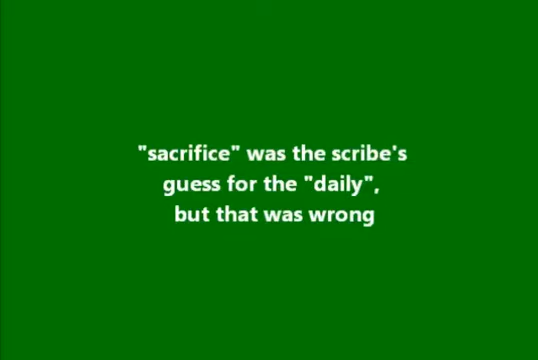 "sacrifice" was the scribe's
guess for the "daily",
but that was wrong